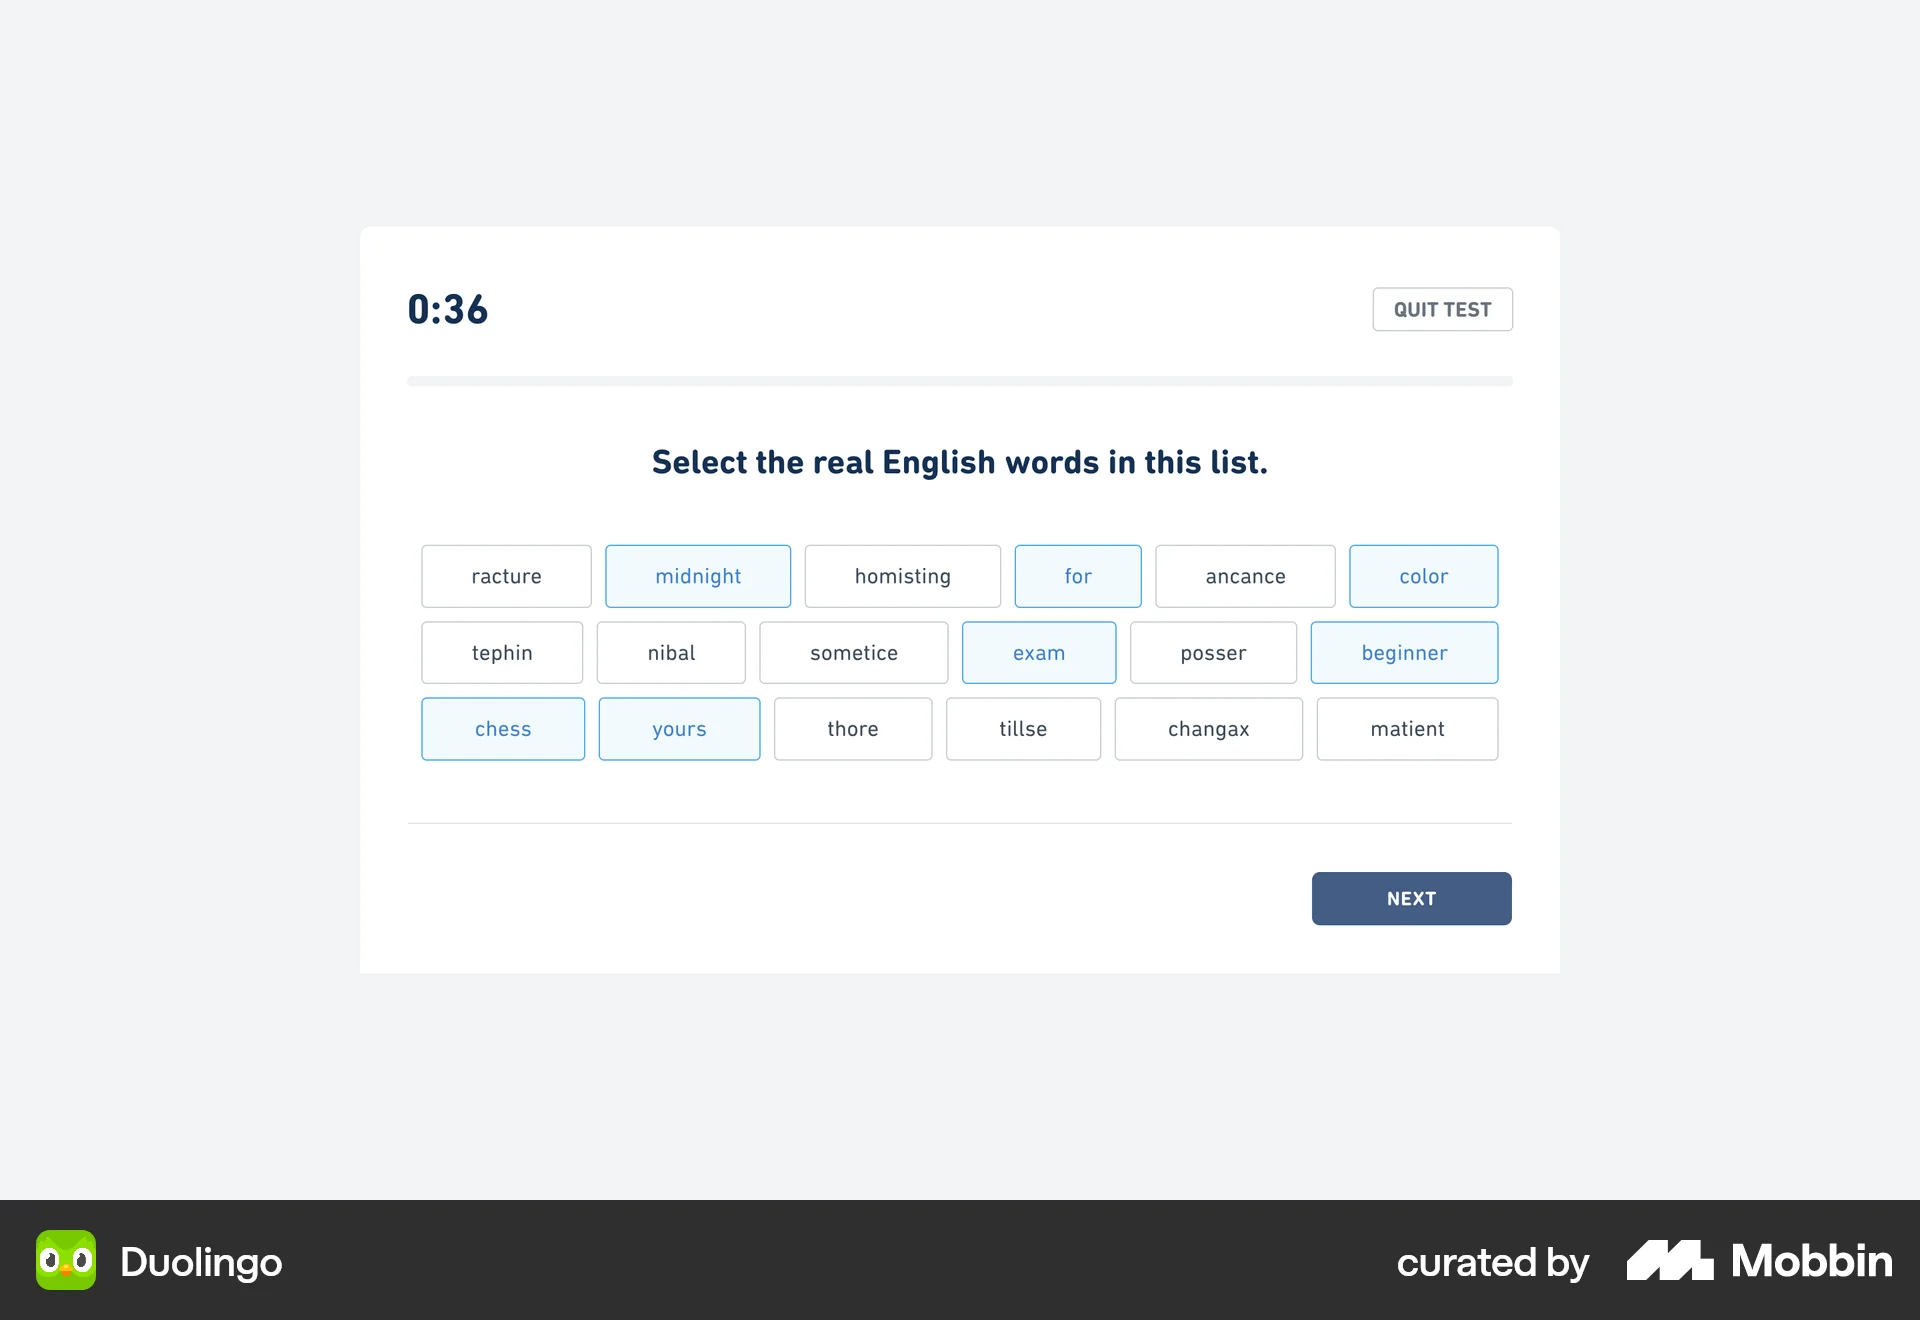 0:36 QUIT TEST
Select the real English words in this list.
racture midnight homisting for ancance color
tephin nibal sometice exam posser beginner
chess yours thore tillse changax matient
NEXT
Duolingo curated by Mobbin